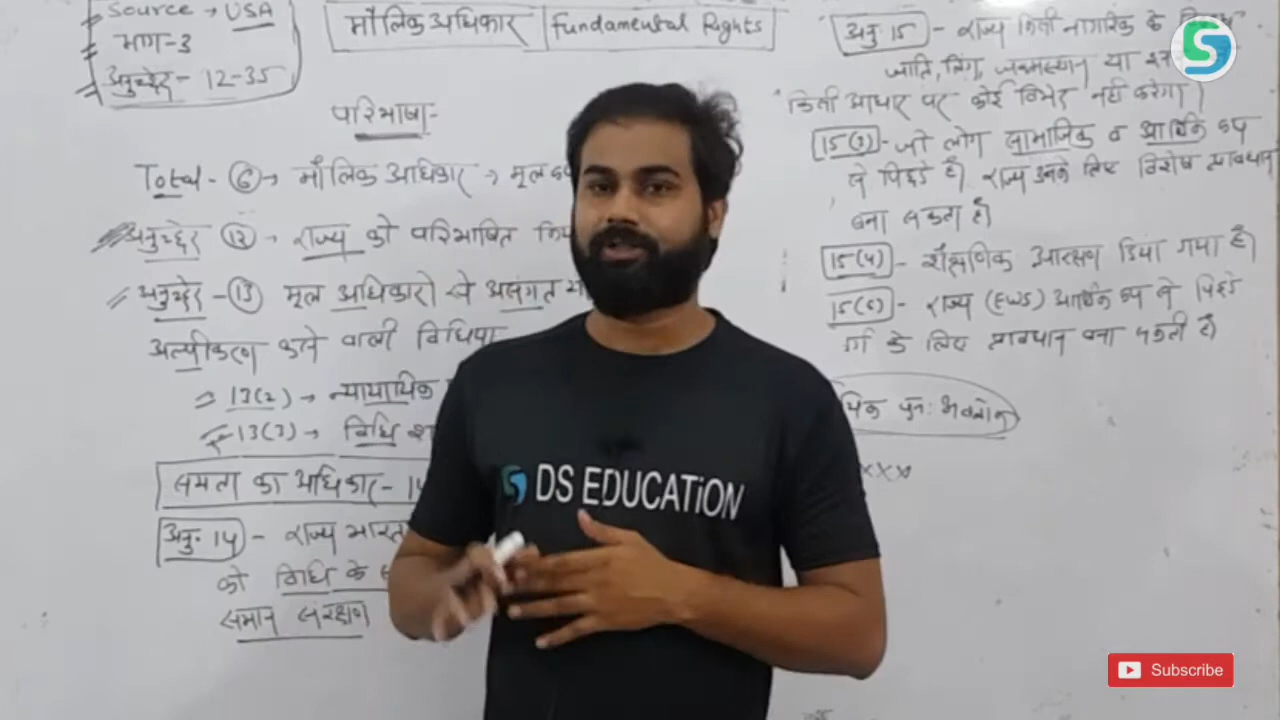 Source → USA
भाग-3
अनुच्छेद - 12-35
मौलिक अधिकार | Fundamental Rights
परिभाषा-
Total - 6 → मौलिक अधिकार → मूल
अनुच्छेद 12 → राज्य को परिभाषित
अनुच्छेद - 13 मूल अधिकारो से असंगत
अल्पीकरण करने वाली विधिया
⇒ 13(2) → न्यायायिक
13(3) → विधि
समता का अधिकार - 14
अनु. 14 - राज्य भारत
को विधि के
समान संरक्षण
अनु. 15 - राज्य किसी नागरिक के
जाति, लिंग, जन्मस्थान या
किसी आधार पर कोई विभेद नहीं करेगा।
15(3) - जो लोग सामाजिक व आर्थिक रूप
से पिछड़े है। राज्य उनके लिए विशेष प्रावधान
बना सकता है।
15(4) - शैक्षणिक आरक्षण दिया गया है।
15(6) - राज्य (EWS) आर्थिक रूप से पिछड़े
के लिए प्रावधान बना सकती है
DS EDUCATiON
Subscribe